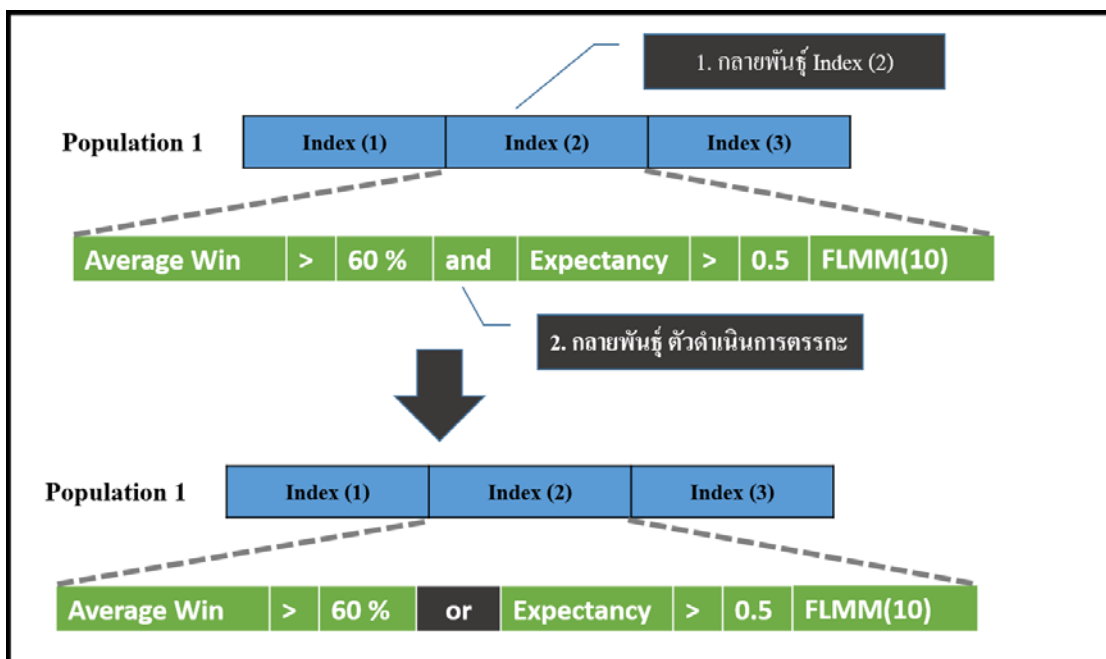 1. กลายพันธุ์ Index (2)
Population 1 Index (1) Index (2) Index (3)
Average Win > 60 % and Expectancy > 0.5 FLMM(10)
2. กลายพันธุ์ ตัวดำเนินการตรรกะ
Population 1 Index (1) Index (2) Index (3)
Average Win > 60 % or Expectancy > 0.5 FLMM(10)